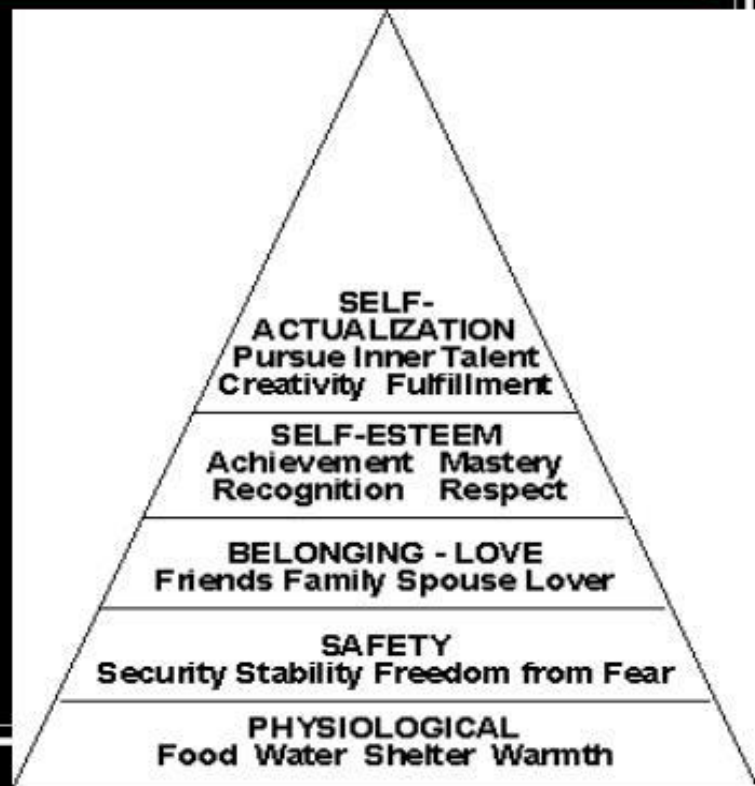 SELF-
ACTUALIZATION
Pursue Inner Talent
Creativity Fulfillment
SELF-ESTEEM
Achievement Mastery
Recognition Respect
BELONGING - LOVE
Friends Family Spouse Lover
SAFETY
Security Stability Freedom from Fear
PHYSIOLOGICAL
Food Water Shelter Warmth